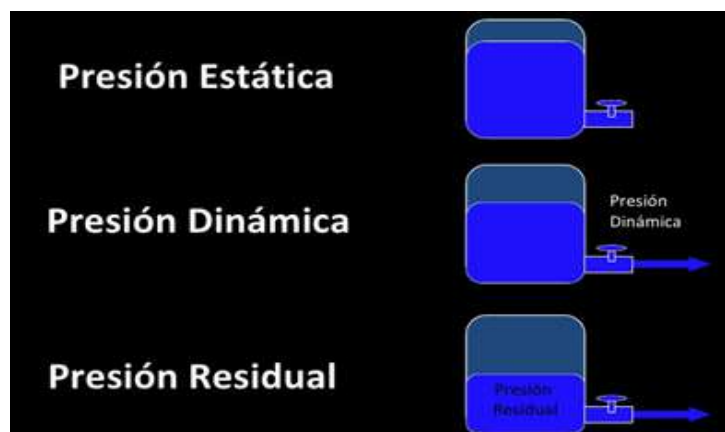 Presión Estática
Presión Dinámica
Presión
Dinámica
Presión Residual
Presión
Residual